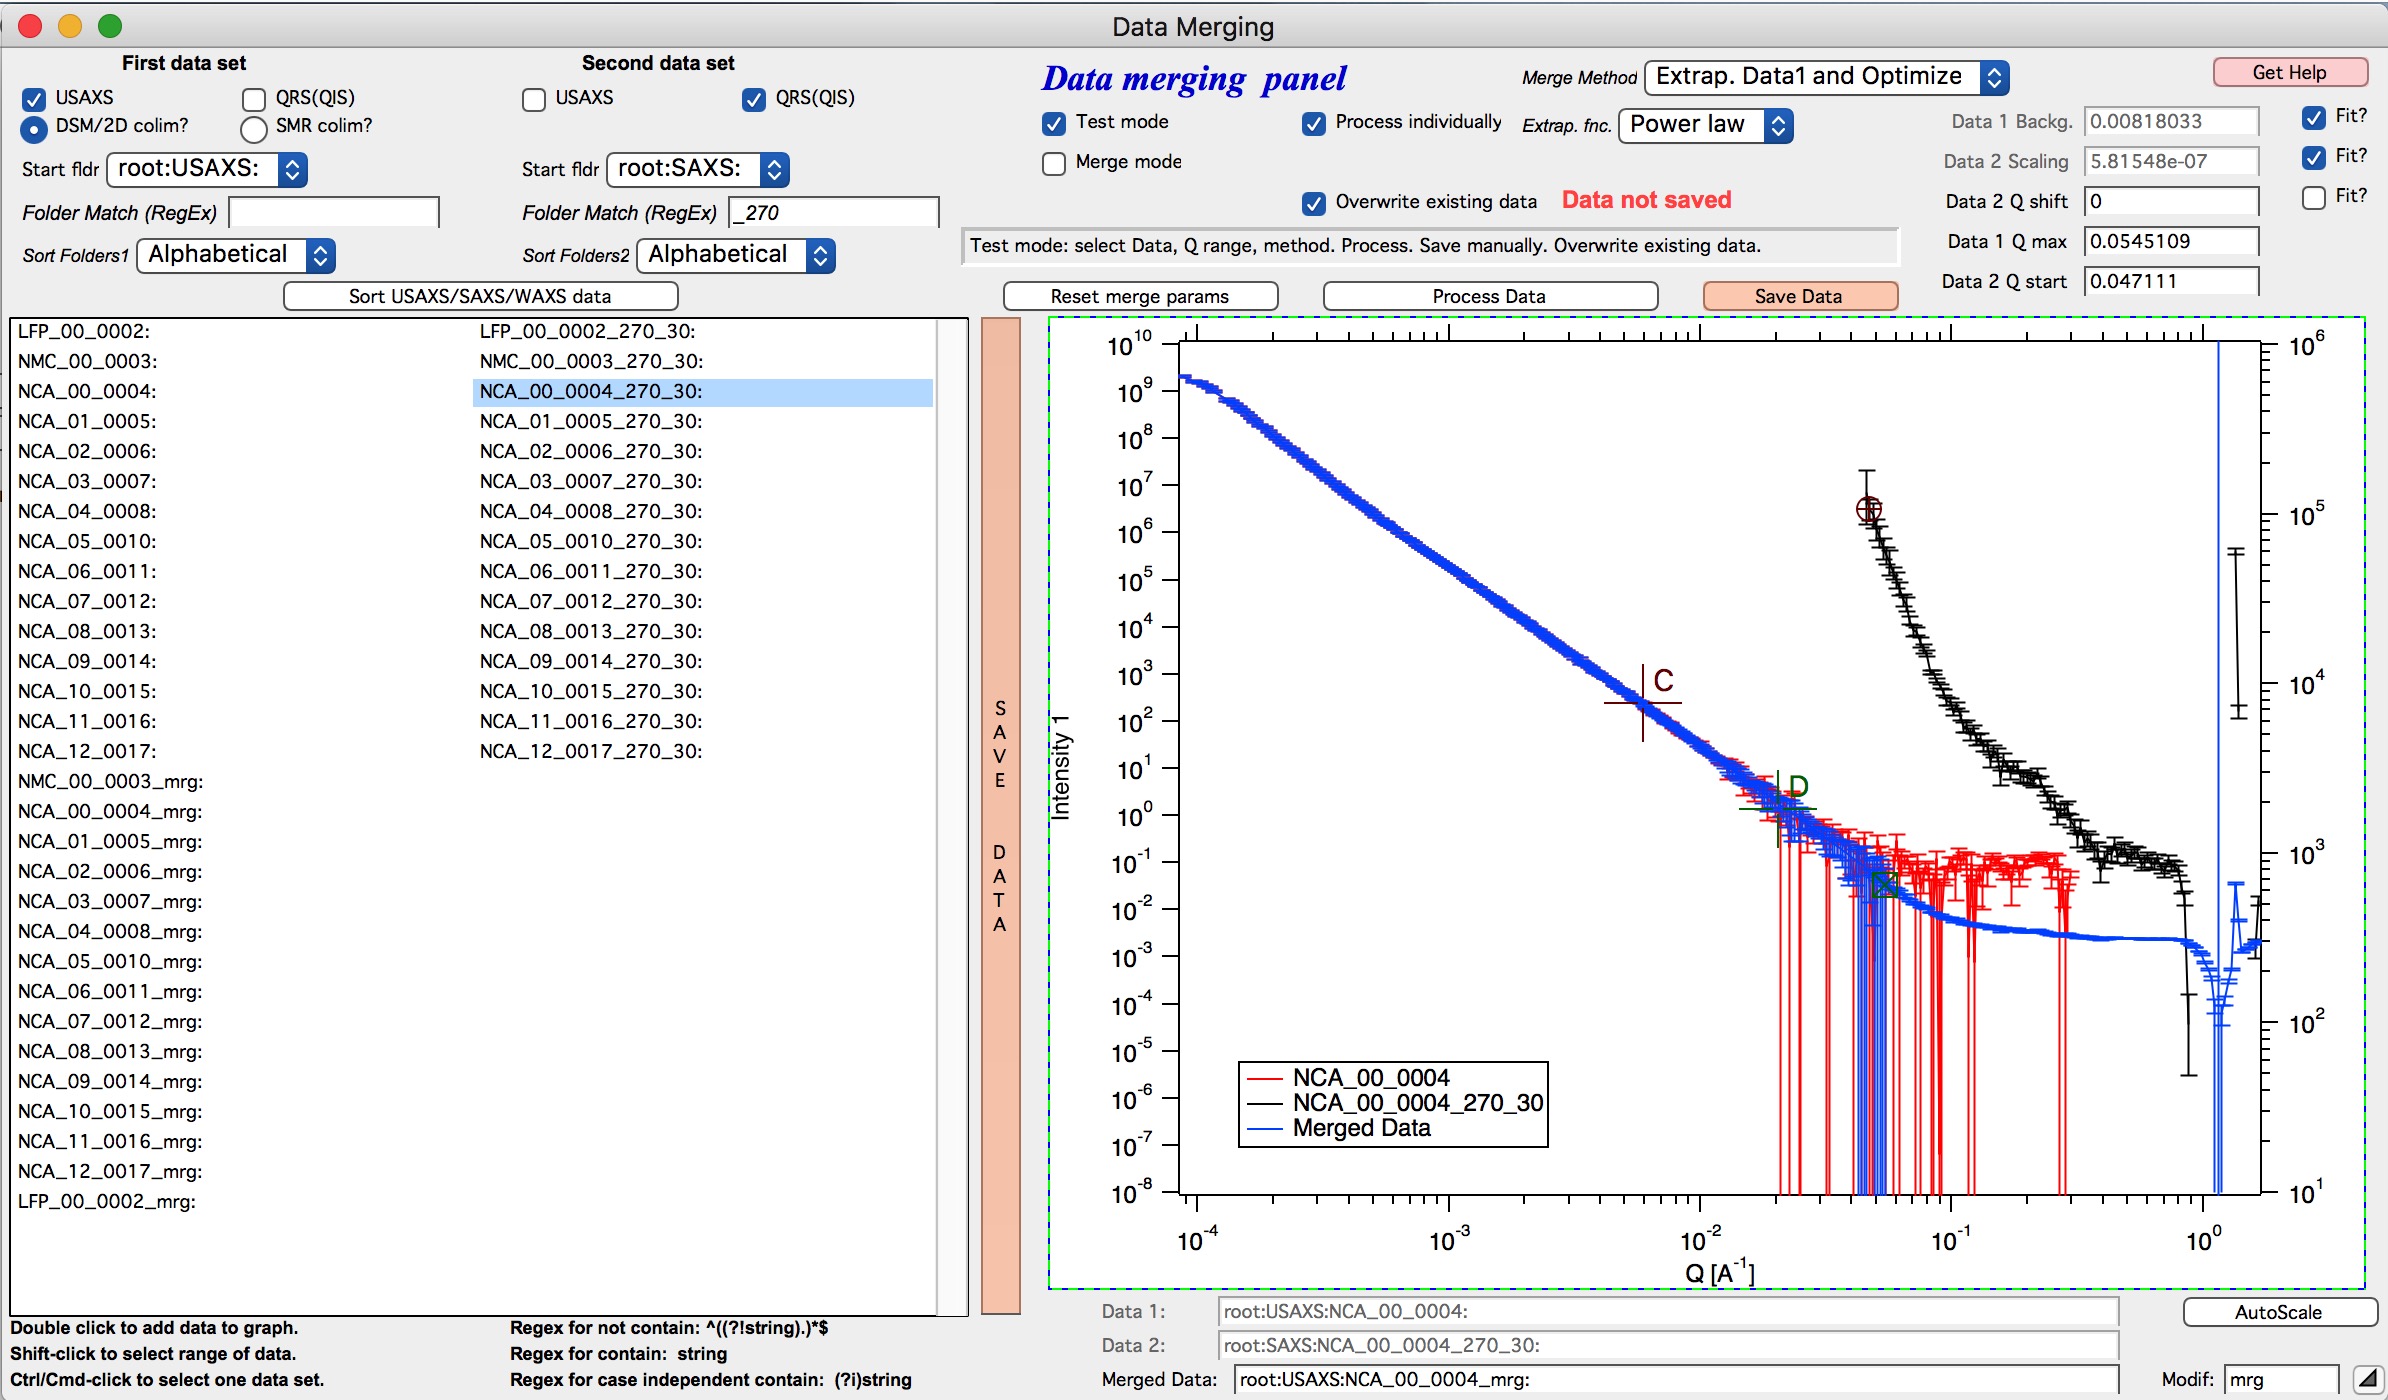 Data Merging
First data set
Second data set
USAXS
QRS(QIS)
DSM/2D colim?
SMR colim?
USAXS
QRS(QIS)
Start fldr root:USAXS:
Start fldr root:SAXS:
Folder Match (RegEx)
Folder Match (RegEx) _270
Sort Folders1 Alphabetical
Sort Folders2 Alphabetical
Sort USAXS/SAXS/WAXS data
Data merging panel
Merge Method Extrap. Data1 and Optimize
Get Help
Test mode
Process individually
Extrap. fnc. Power law
Merge mode
Overwrite existing data
Data not saved
Data 1 Backg. 0.00818033 Fit?
Data 2 Scaling 5.81548e-07 Fit?
Data 2 Q shift 0 Fit?
Data 1 Q max 0.0545109
Data 2 Q start 0.047111
Test mode: select Data, Q range, method. Process. Save manually. Overwrite existing data.
Reset merge params
Process Data
Save Data
LFP_00_0002: LFP_00_0002_270_30:
NMC_00_0003: NMC_00_0003_270_30:
NCA_00_0004: NCA_00_0004_270_30:
NCA_01_0005: NCA_01_0005_270_30:
NCA_02_0006: NCA_02_0006_270_30:
NCA_03_0007: NCA_03_0007_270_30:
NCA_04_0008: NCA_04_0008_270_30:
NCA_05_0010: NCA_05_0010_270_30:
NCA_06_0011: NCA_06_0011_270_30:
NCA_07_0012: NCA_07_0012_270_30:
NCA_08_0013: NCA_08_0013_270_30:
NCA_09_0014: NCA_09_0014_270_30:
NCA_10_0015: NCA_10_0015_270_30:
NCA_11_0016: NCA_11_0016_270_30:
NCA_12_0017: NCA_12_0017_270_30:
NMC_00_0003_mrg:
NCA_00_0004_mrg:
NCA_01_0005_mrg:
NCA_02_0006_mrg:
NCA_03_0007_mrg:
NCA_04_0008_mrg:
NCA_05_0010_mrg:
NCA_06_0011_mrg:
NCA_07_0012_mrg:
NCA_08_0013_mrg:
NCA_09_0014_mrg:
NCA_10_0015_mrg:
NCA_11_0016_mrg:
NCA_12_0017_mrg:
LFP_00_0002_mrg:
SAVE DATA
Intensity 1
10^10
10^9
10^8
10^7
10^6
10^5
10^4
10^3
10^2
10^1
10^0
10^-1
10^-2
10^-3
10^-4
10^-5
10^-6
10^-7
10^-8
C
D
NCA_00_0004
NCA_00_0004_270_30
Merged Data
10^6
10^5
10^4
10^3
10^2
10^1
10^-4 10^-3 10^-2 10^-1 10^0
Q [A^-1]
Double click to add data to graph.
Shift-click to select range of data.
Ctrl/Cmd-click to select one data set.
Regex for not contain: ^((?!string).)*$
Regex for contain: string
Regex for case independent contain: (?i)string
Data 1: root:USAXS:NCA_00_0004:
Data 2: root:SAXS:NCA_00_0004_270_30:
Merged Data: root:USAXS:NCA_00_0004_mrg:
AutoScale
Modif: mrg